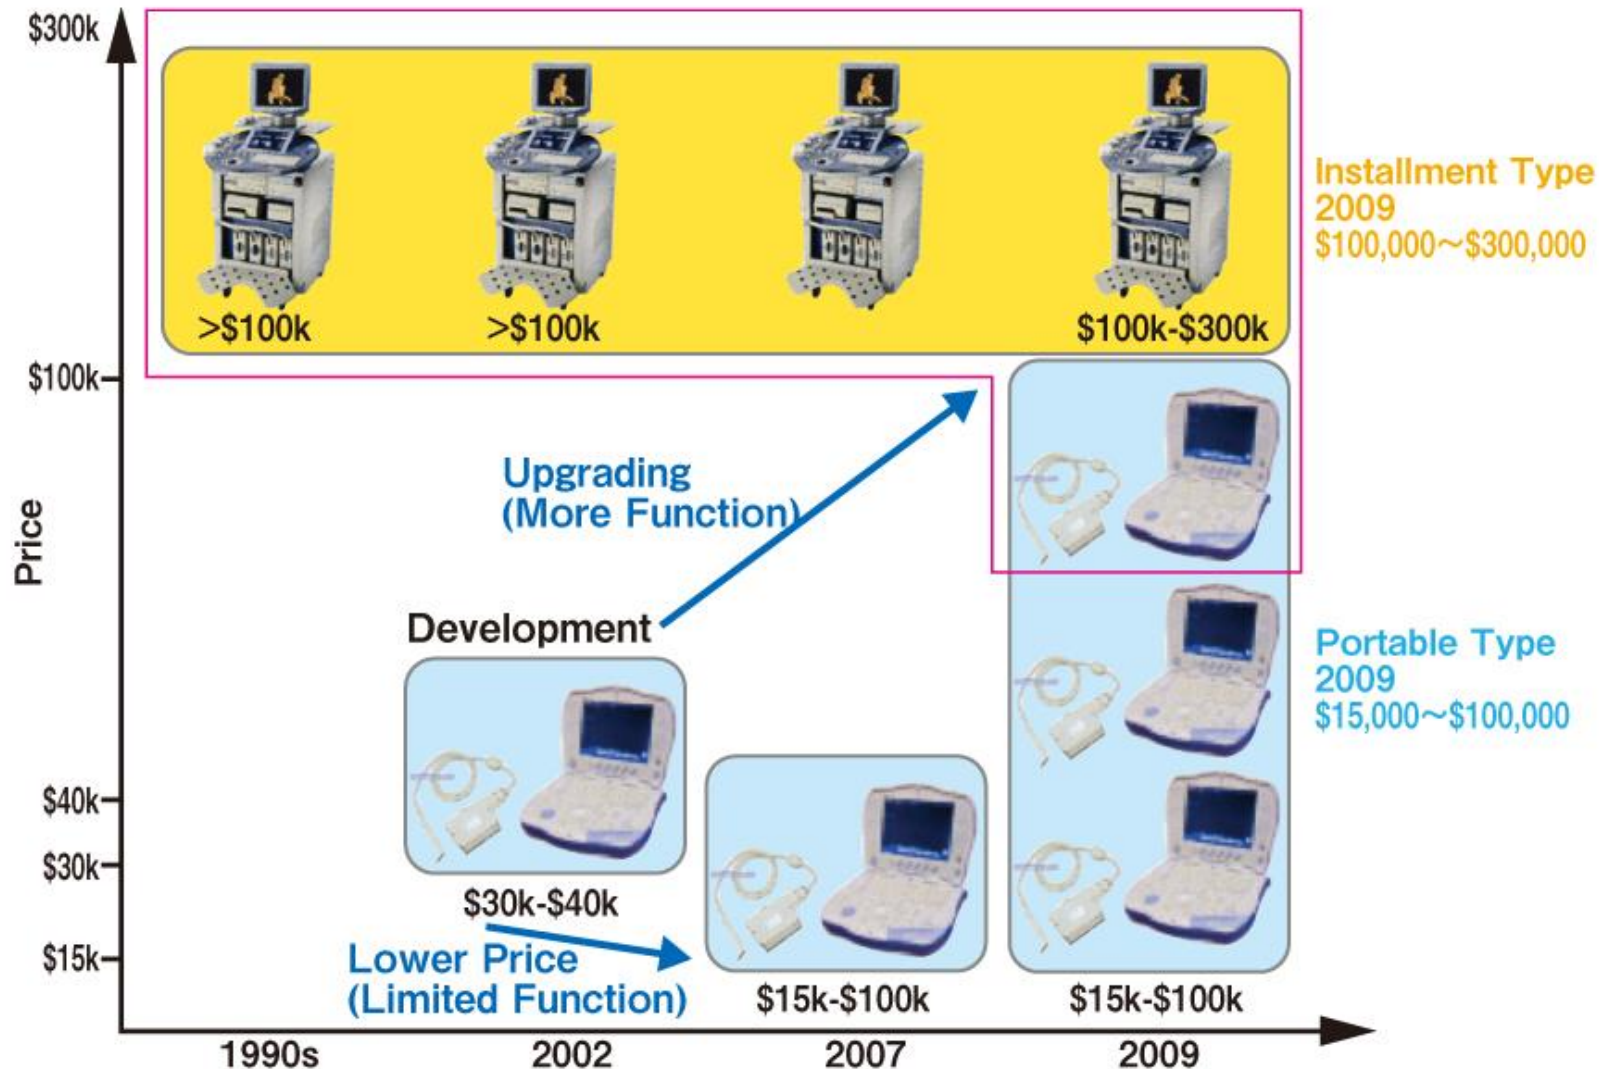 $300k
>$100k
>$100k
$100k-$300k
Installment Type
2009
$100,000～$300,000
$100k
Upgrading
(More Function)
Price
Development
Portable Type
2009
$15,000～$100,000
$40k
$30k
$30k-$40k
$15k
Lower Price
(Limited Function)
$15k-$100k
$15k-$100k
1990s
2002
2007
2009